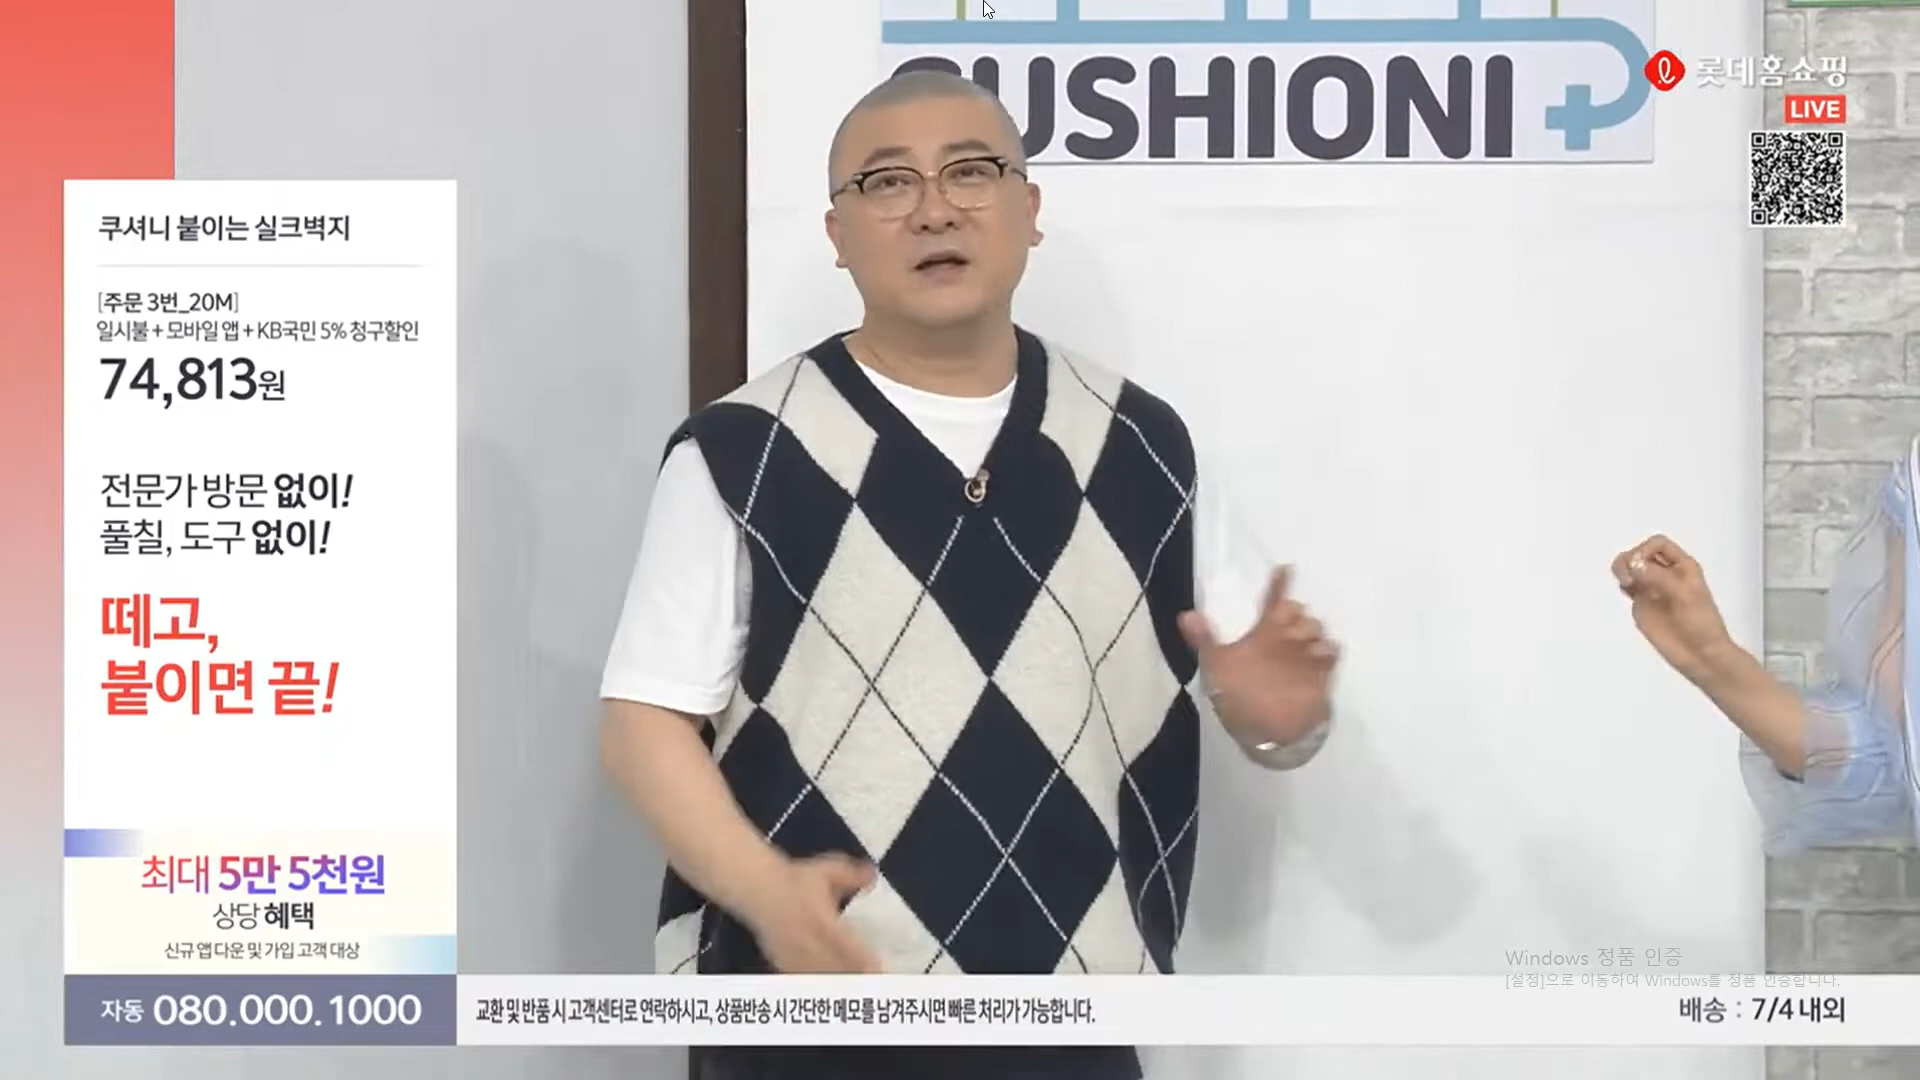 USHIONI
롯데홈쇼핑
LIVE
쿠셔니 붙이는 실크벽지
[주문 3번_20M]
일시불 + 모바일 앱 + KB국민 5% 청구할인
74,813원
전문가 방문 없이!
풀칠, 도구 없이!
떼고,
붙이면 끝!
최대 5만 5천원
상당 혜택
신규 앱 다운 및 가입 고객 대상
자동 080.000.1000
교환 및 반품 시 고객센터로 연락하시고, 상품반송 시 간단한 메모를 남겨주시면 빠른 처리가 가능합니다.
Windows 정품 인증
[설정]으로 이동하여 Windows를 정품 인증합니다.
배송 : 7/4 내외